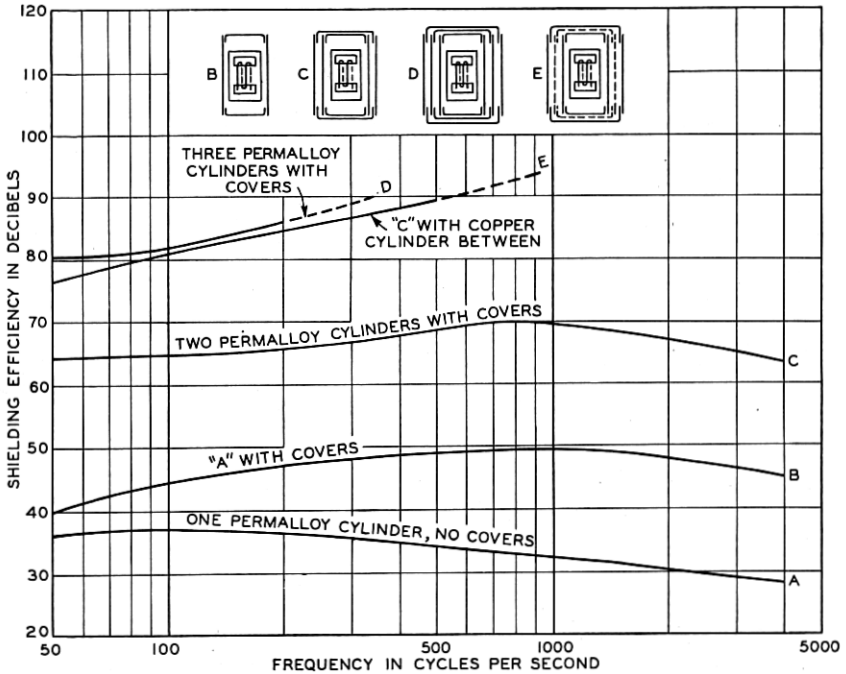 120
110
100
90
80
70
60
50
40
30
20
SHIELDING EFFICIENCY IN DECIBELS
B
C
D
E
THREE PERMALLOY
CYLINDERS WITH
COVERS
D
E
"C" WITH COPPER
CYLINDER BETWEEN
TWO PERMALLOY CYLINDERS WITH COVERS
C
"A" WITH COVERS
B
ONE PERMALLOY CYLINDER, NO COVERS
A
50
100
500
1000
5000
FREQUENCY IN CYCLES PER SECOND